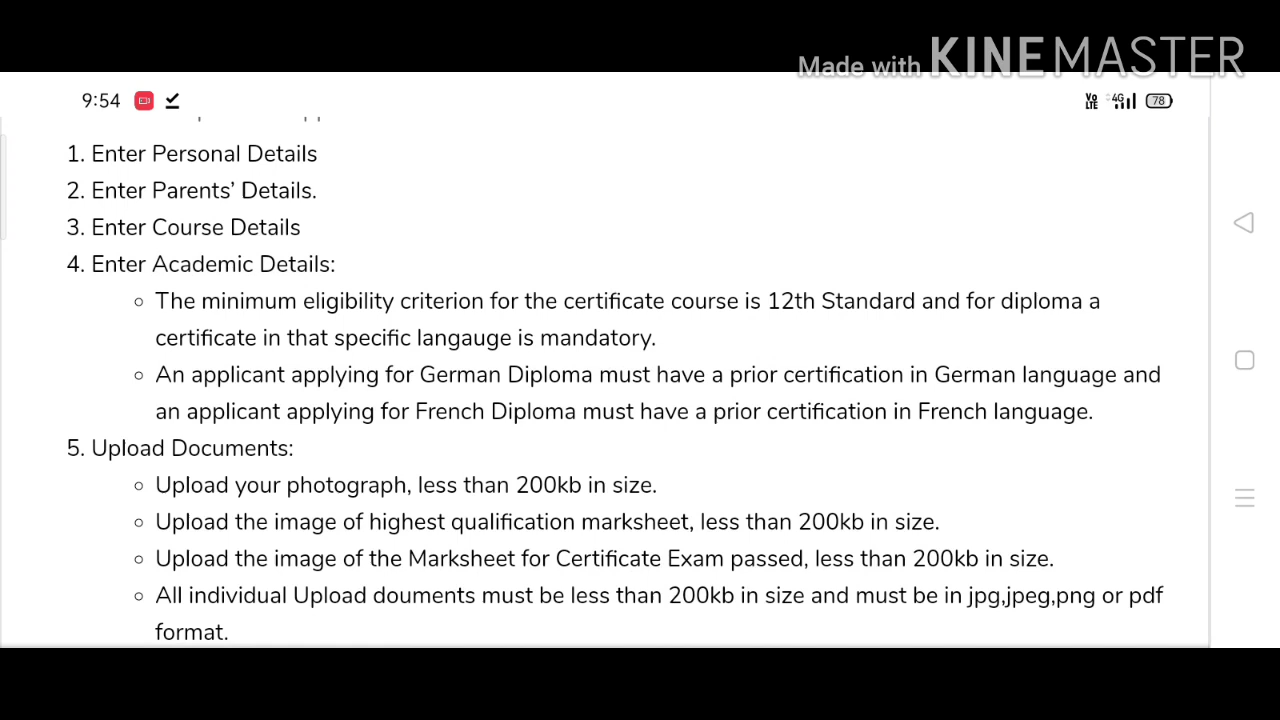 Made with KINEMASTER
9:54
Vo LTE 4G 78
1. Enter Personal Details
2. Enter Parents’ Details.
3. Enter Course Details
4. Enter Academic Details:
◦ The minimum eligibility criterion for the certificate course is 12th Standard and for diploma a
certificate in that specific langauge is mandatory.
◦ An applicant applying for German Diploma must have a prior certification in German language and
an applicant applying for French Diploma must have a prior certification in French language.
5. Upload Documents:
◦ Upload your photograph, less than 200kb in size.
◦ Upload the image of highest qualification marksheet, less than 200kb in size.
◦ Upload the image of the Marksheet for Certificate Exam passed, less than 200kb in size.
◦ All individual Upload douments must be less than 200kb in size and must be in jpg,jpeg,png or pdf
format.